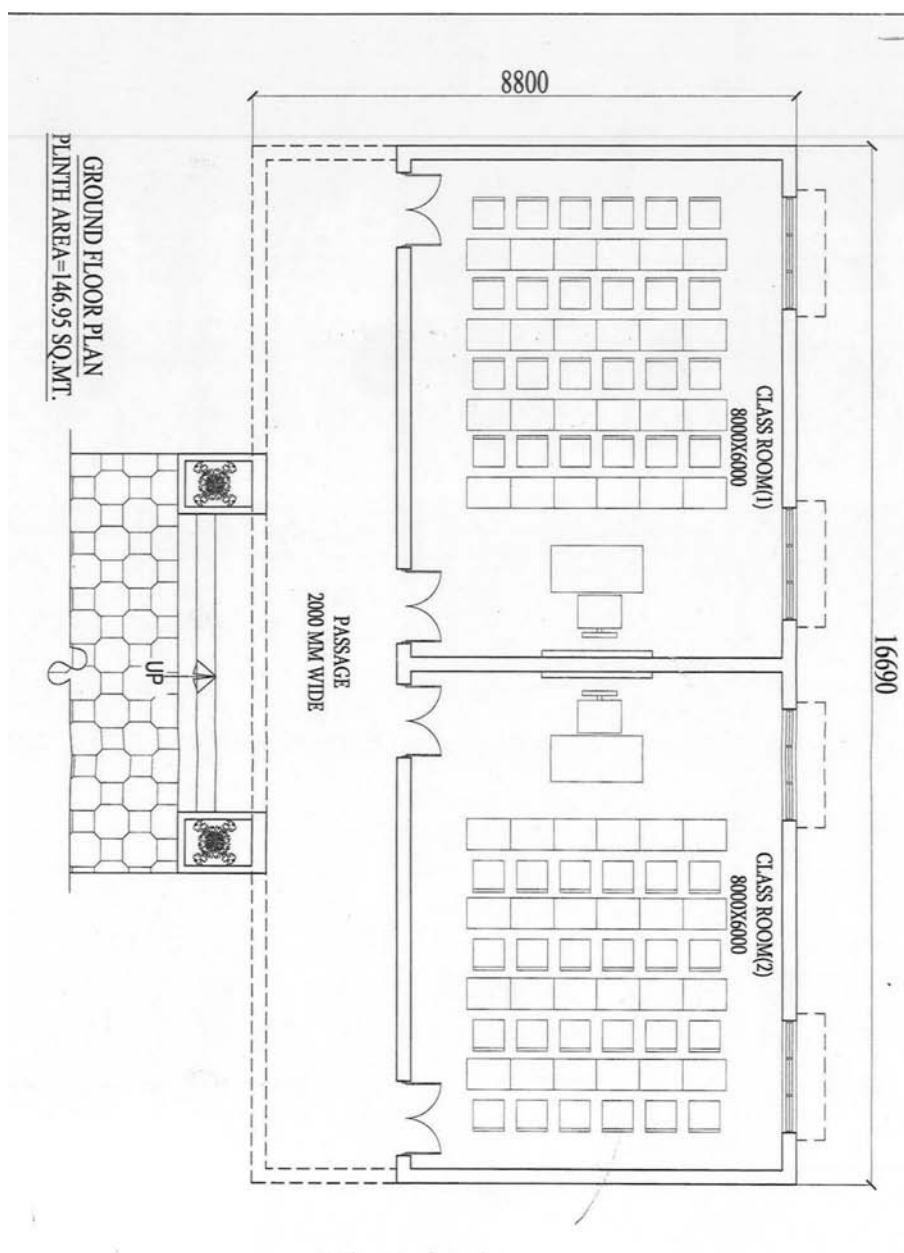 8800
16690
CLASS ROOM(1)
8000X6000
CLASS ROOM(2)
8000X6000
PASSAGE
2000 MM WIDE
UP
GROUND FLOOR PLAN
PLINTH AREA=146.95 SQ.MT.